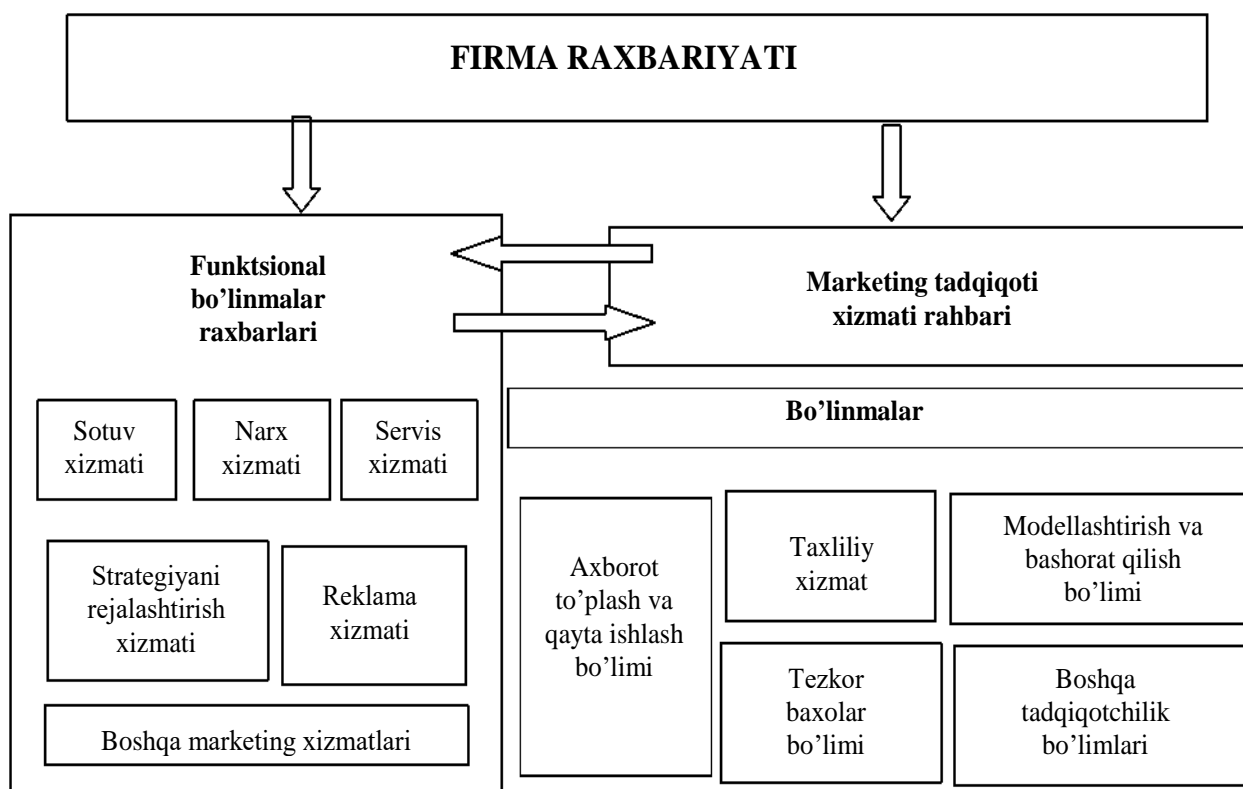 FIRMA RAXBARIYATI
Funktsional
bo’linmalar
raxbarlari
Marketing tadqiqoti
xizmati rahbari
Sotuv
xizmati
Narx
xizmati
Servis
xizmati
Strategiyani
rejalashtirish
xizmati
Reklama
xizmati
Boshqa marketing xizmatlari
Bo’linmalar
Axborot
to’plash va
qayta ishlash
bo’limi
Taxliliy
xizmat
Modellashtirish va
bashorat qilish
bo’limi
Tezkor
baxolar
bo’limi
Boshqa
tadqiqotchilik
bo’limlari